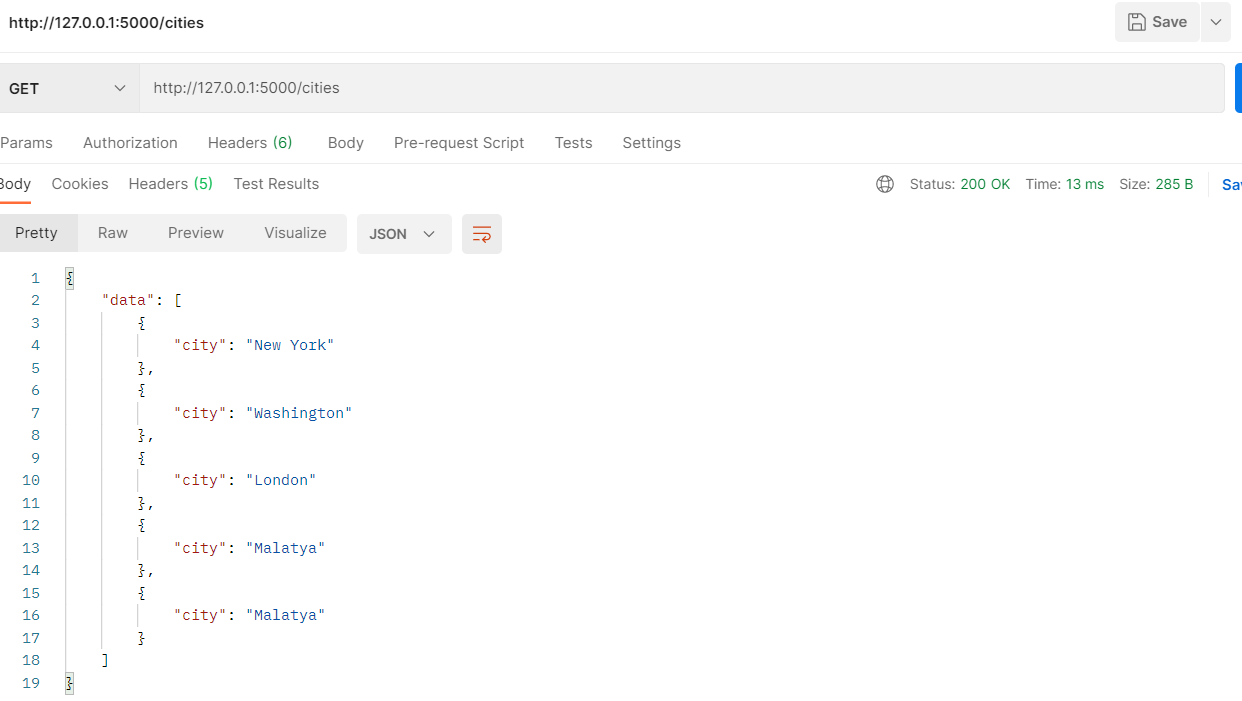 http://127.0.0.1:5000/cities
Save
GET
http://127.0.0.1:5000/cities
Params Authorization Headers (6) Body Pre-request Script Tests Settings
Body Cookies Headers (5) Test Results
Status: 200 OK Time: 13 ms Size: 285 B
Pretty Raw Preview Visualize JSON
1 {
2 "data": [
3 {
4 "city": "New York"
5 },
6 {
7 "city": "Washington"
8 },
9 {
10 "city": "London"
11 },
12 {
13 "city": "Malatya"
14 },
15 {
16 "city": "Malatya"
17 }
18 ]
19 }